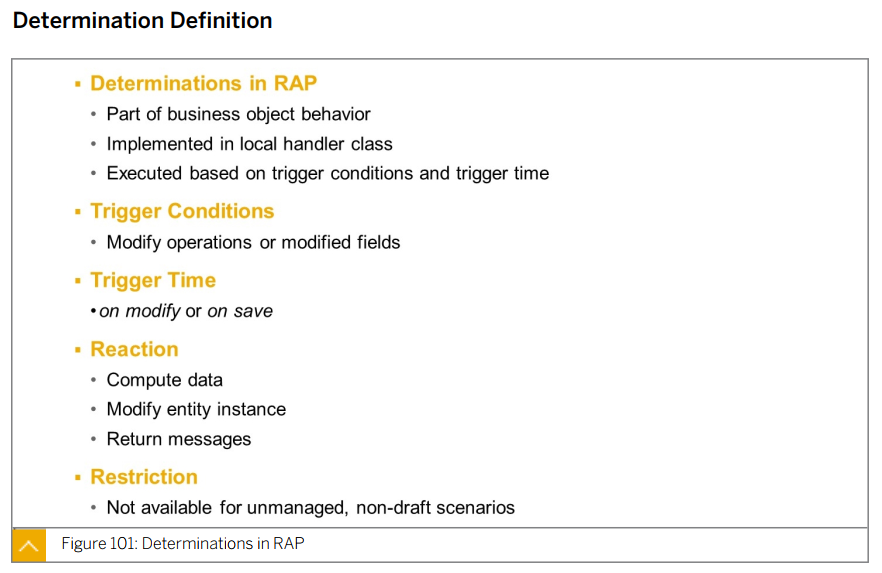 Determination Definition
▪ Determinations in RAP
• Part of business object behavior
• Implemented in local handler class
• Executed based on trigger conditions and trigger time
▪ Trigger Conditions
• Modify operations or modified fields
▪ Trigger Time
• on modify or on save
▪ Reaction
• Compute data
• Modify entity instance
• Return messages
▪ Restriction
• Not available for unmanaged, non-draft scenarios
Figure 101: Determinations in RAP